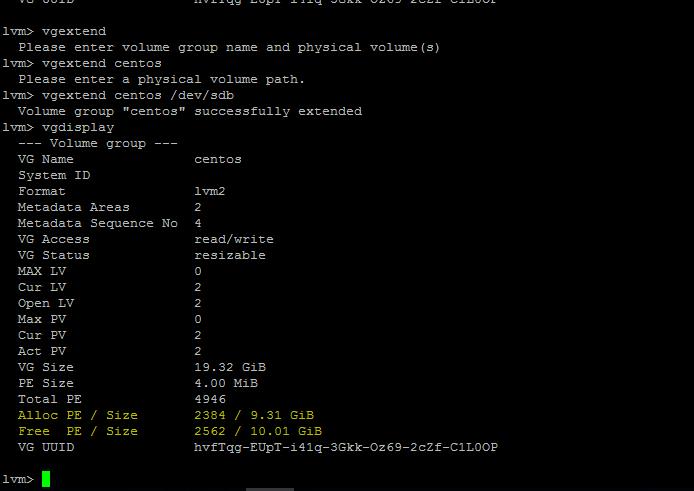 lvm> vgextend
Please enter volume group name and physical volume(s)
lvm> vgextend centos
Please enter a physical volume path.
lvm> vgextend centos /dev/sdb
Volume group "centos" successfully extended
lvm> vgdisplay
--- Volume group ---
VG Name centos
System ID
Format lvm2
Metadata Areas 2
Metadata Sequence No 4
VG Access read/write
VG Status resizable
MAX LV 0
Cur LV 2
Open LV 2
Max PV 0
Cur PV 2
Act PV 2
VG Size 19.32 GiB
PE Size 4.00 MiB
Total PE 4946
Alloc PE / Size 2384 / 9.31 GiB
Free PE / Size 2562 / 10.01 GiB
VG UUID hvfTqg-EUpT-i41q-3Gkk-Oz69-2cZf-C1L0OP
lvm>